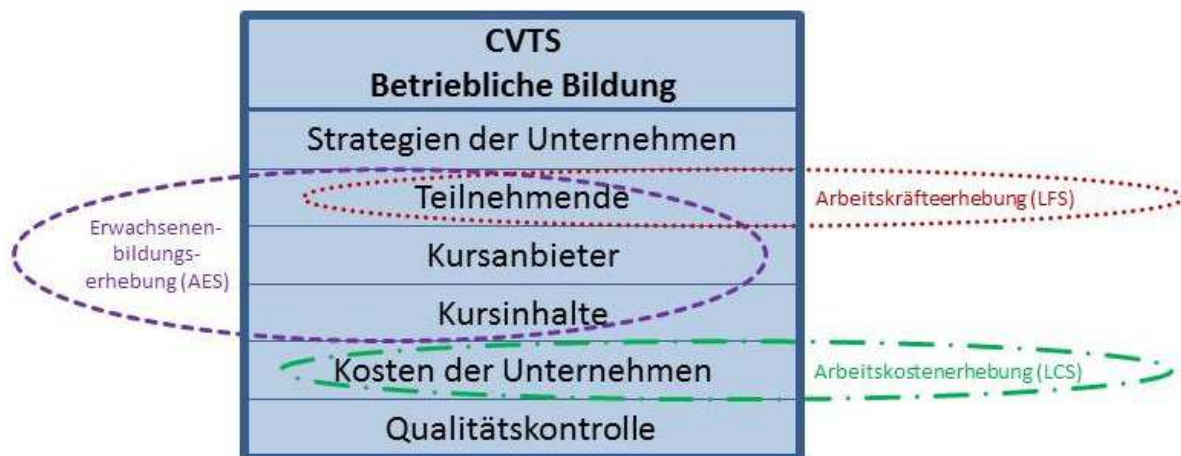 CVTS
Betriebliche Bildung
Strategien der Unternehmen
Teilnehmende
Arbeitskräfteerhebung (LFS)
Erwachsenen-
bildungs-
erhebung (AES)
Kursanbieter
Kursinhalte
Kosten der Unternehmen
Arbeitskostenerhebung (LCS)
Qualitätskontrolle